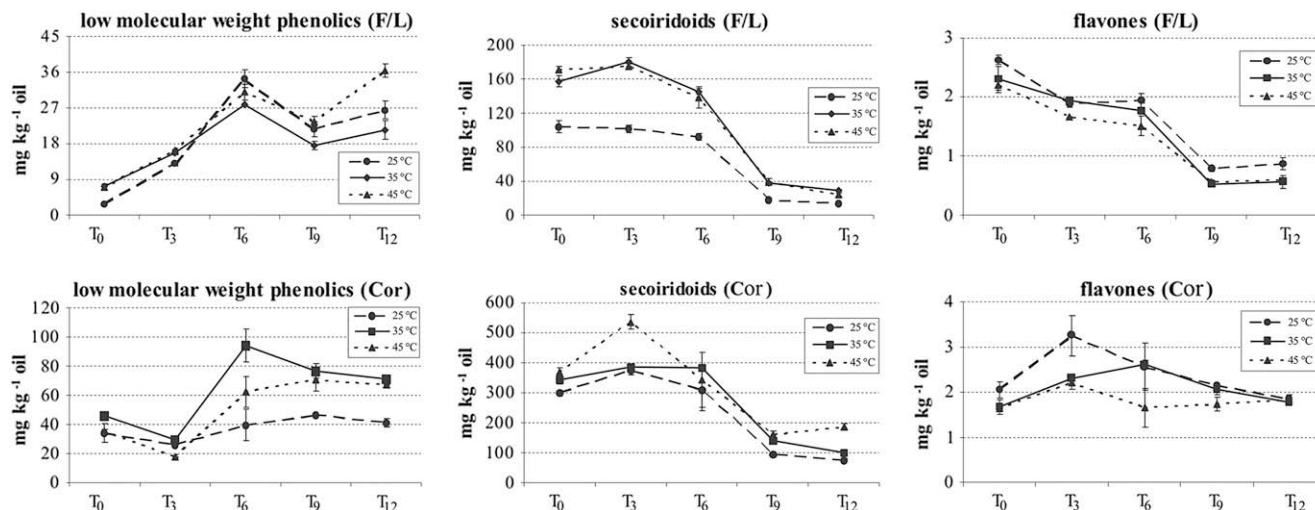 low molecular weight phenolics (F/L)
mg kg⁻¹ oil
45
36
27
18
9
0
25 °C
35 °C
45 °C
T₀ T₃ T₆ T₉ T₁₂
secoiridoids (F/L)
mg kg⁻¹ oil
200
160
120
80
40
0
25 °C
35 °C
45 °C
T₀ T₃ T₆ T₉ T₁₂
flavones (F/L)
mg kg⁻¹ oil
3
2
1
0
25 °C
35 °C
45 °C
T₀ T₃ T₆ T₉ T₁₂
low molecular weight phenolics (Cor)
mg kg⁻¹ oil
120
100
80
60
40
20
0
25 °C
35 °C
45 °C
T₀ T₃ T₆ T₉ T₁₂
secoiridoids (Cor)
mg kg⁻¹ oil
600
500
400
300
200
100
0
25 °C
35 °C
45 °C
T₀ T₃ T₆ T₉ T₁₂
flavones (Cor)
mg kg⁻¹ oil
4
3
2
1
0
25 °C
35 °C
45 °C
T₀ T₃ T₆ T₉ T₁₂